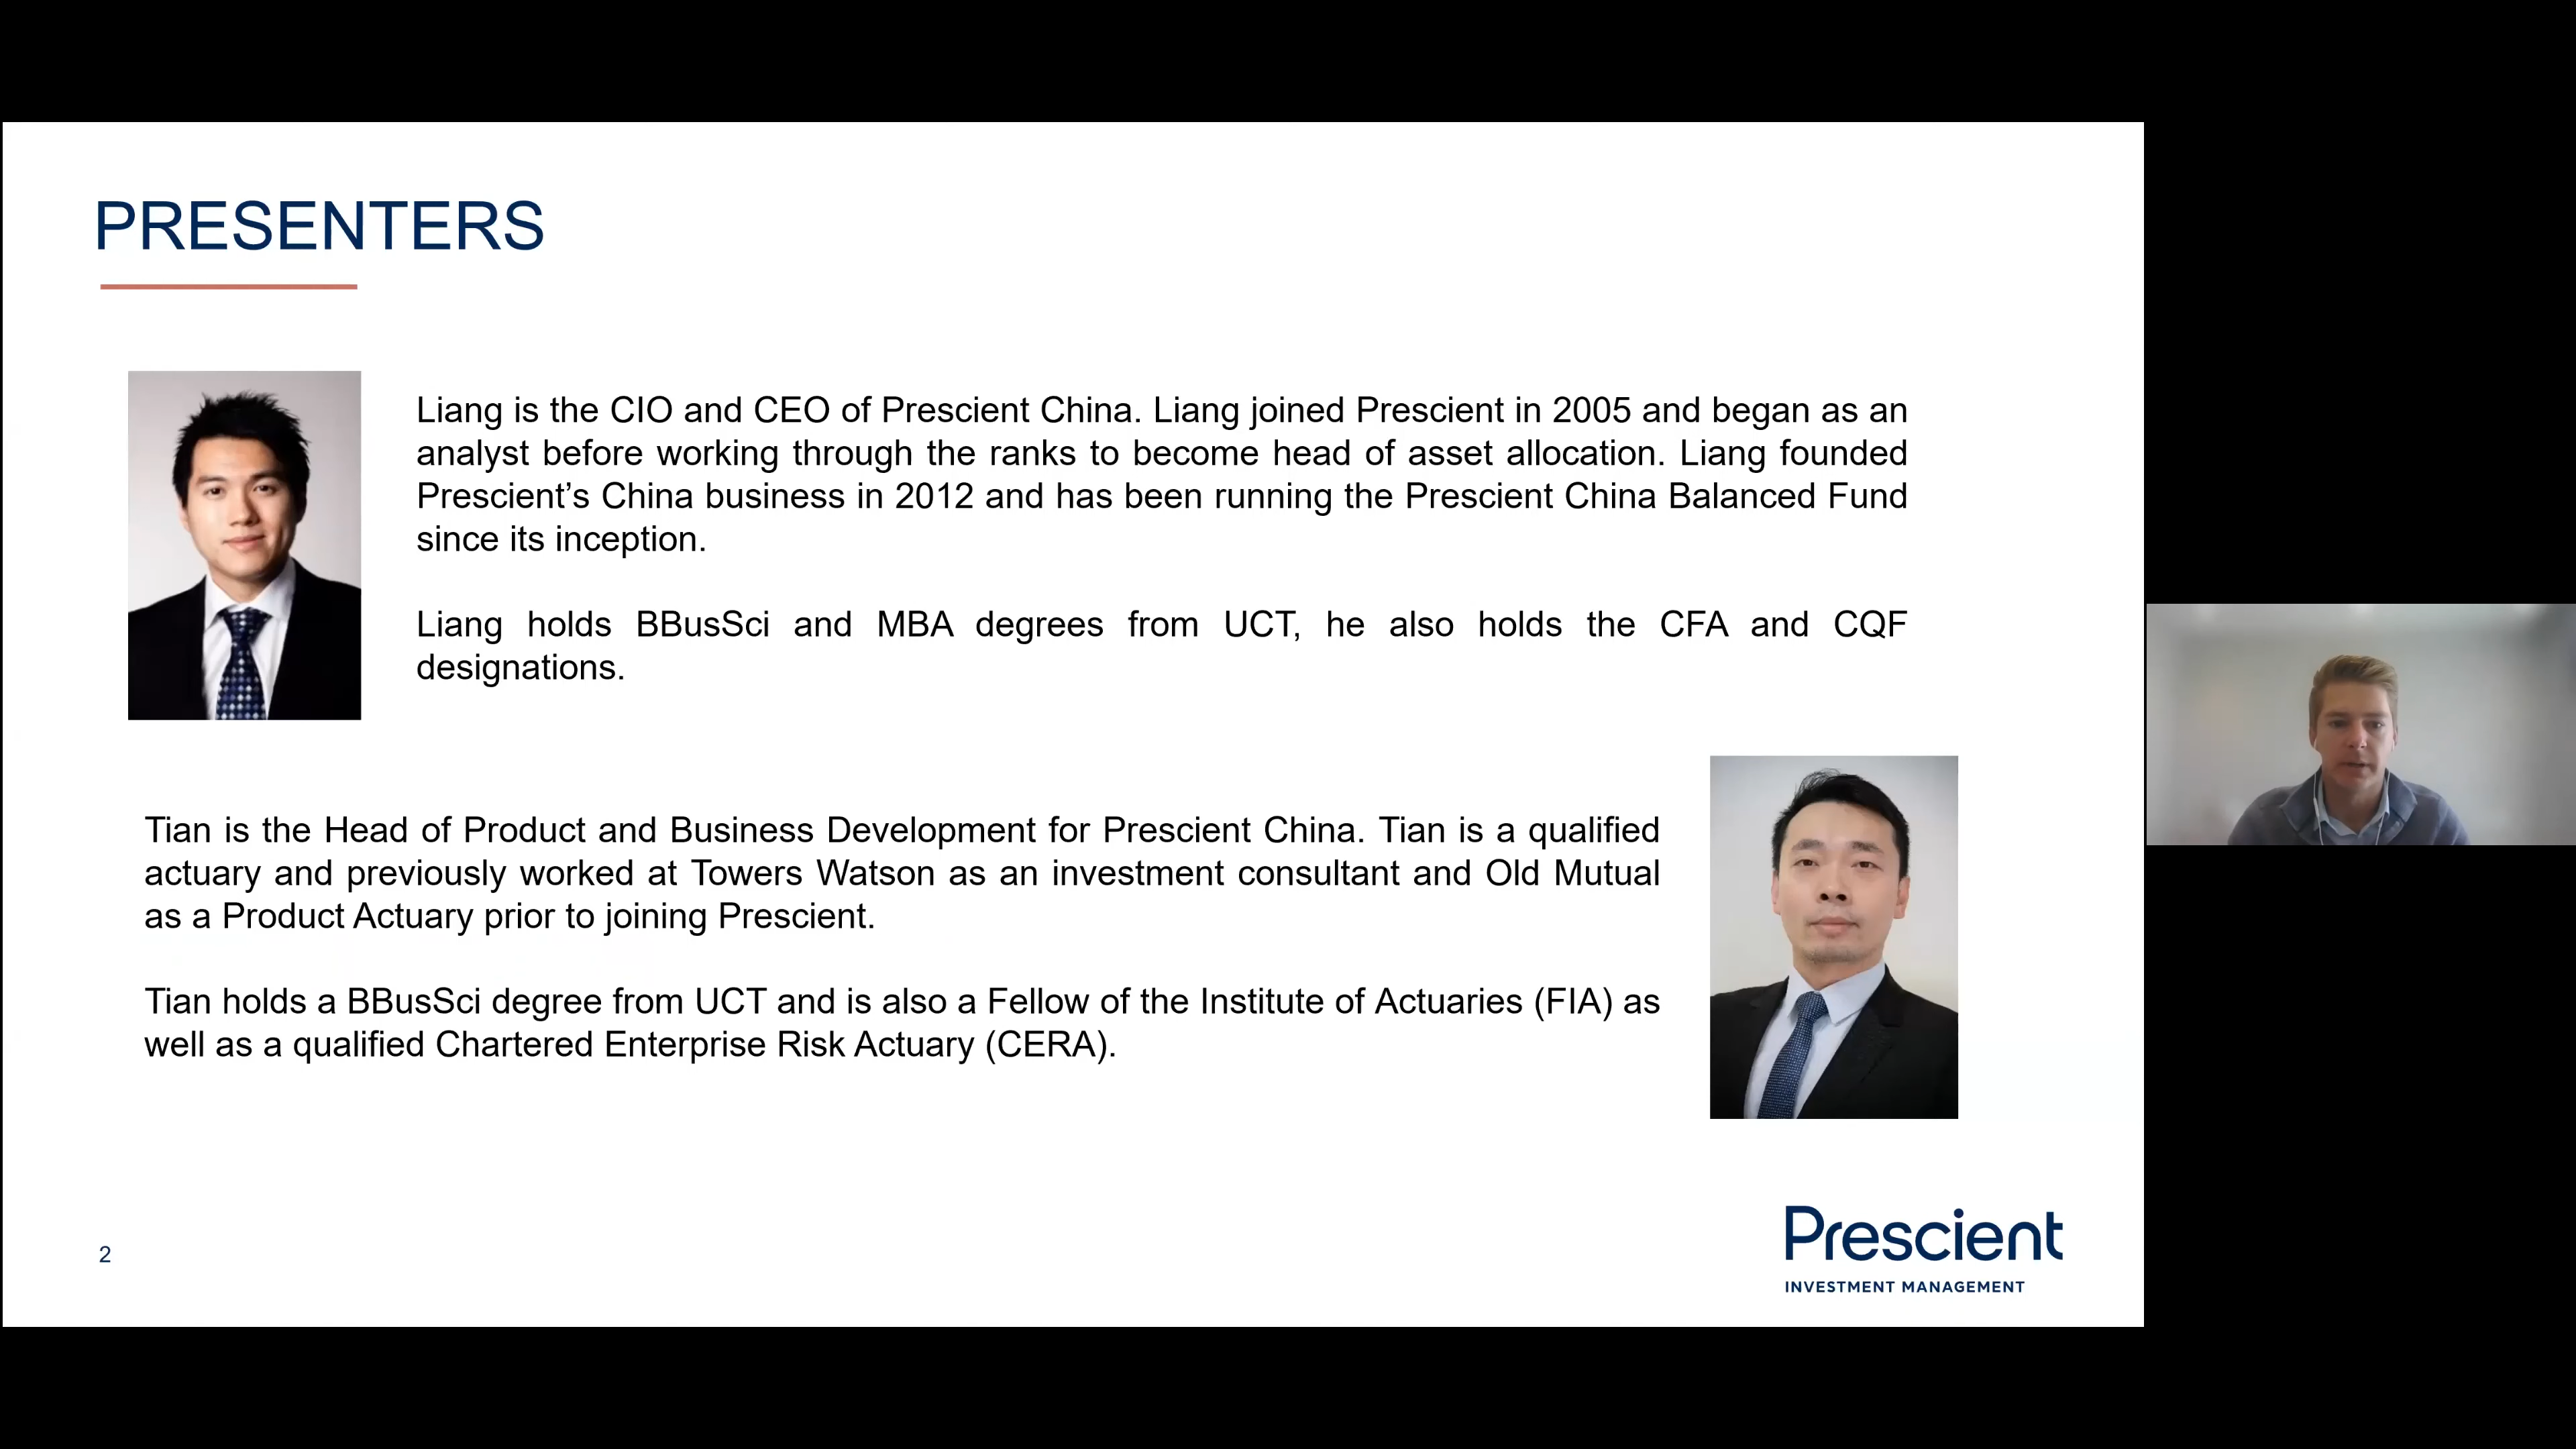 PRESENTERS
Liang is the CIO and CEO of Prescient China. Liang joined Prescient in 2005 and began as an
analyst before working through the ranks to become head of asset allocation. Liang founded
Prescient’s China business in 2012 and has been running the Prescient China Balanced Fund
since its inception.
Liang holds BBusSci and MBA degrees from UCT, he also holds the CFA and CQF
designations.
Tian is the Head of Product and Business Development for Prescient China. Tian is a qualified
actuary and previously worked at Towers Watson as an investment consultant and Old Mutual
as a Product Actuary prior to joining Prescient.
Tian holds a BBusSci degree from UCT and is also a Fellow of the Institute of Actuaries (FIA) as
well as a qualified Chartered Enterprise Risk Actuary (CERA).
2
Prescient
INVESTMENT MANAGEMENT